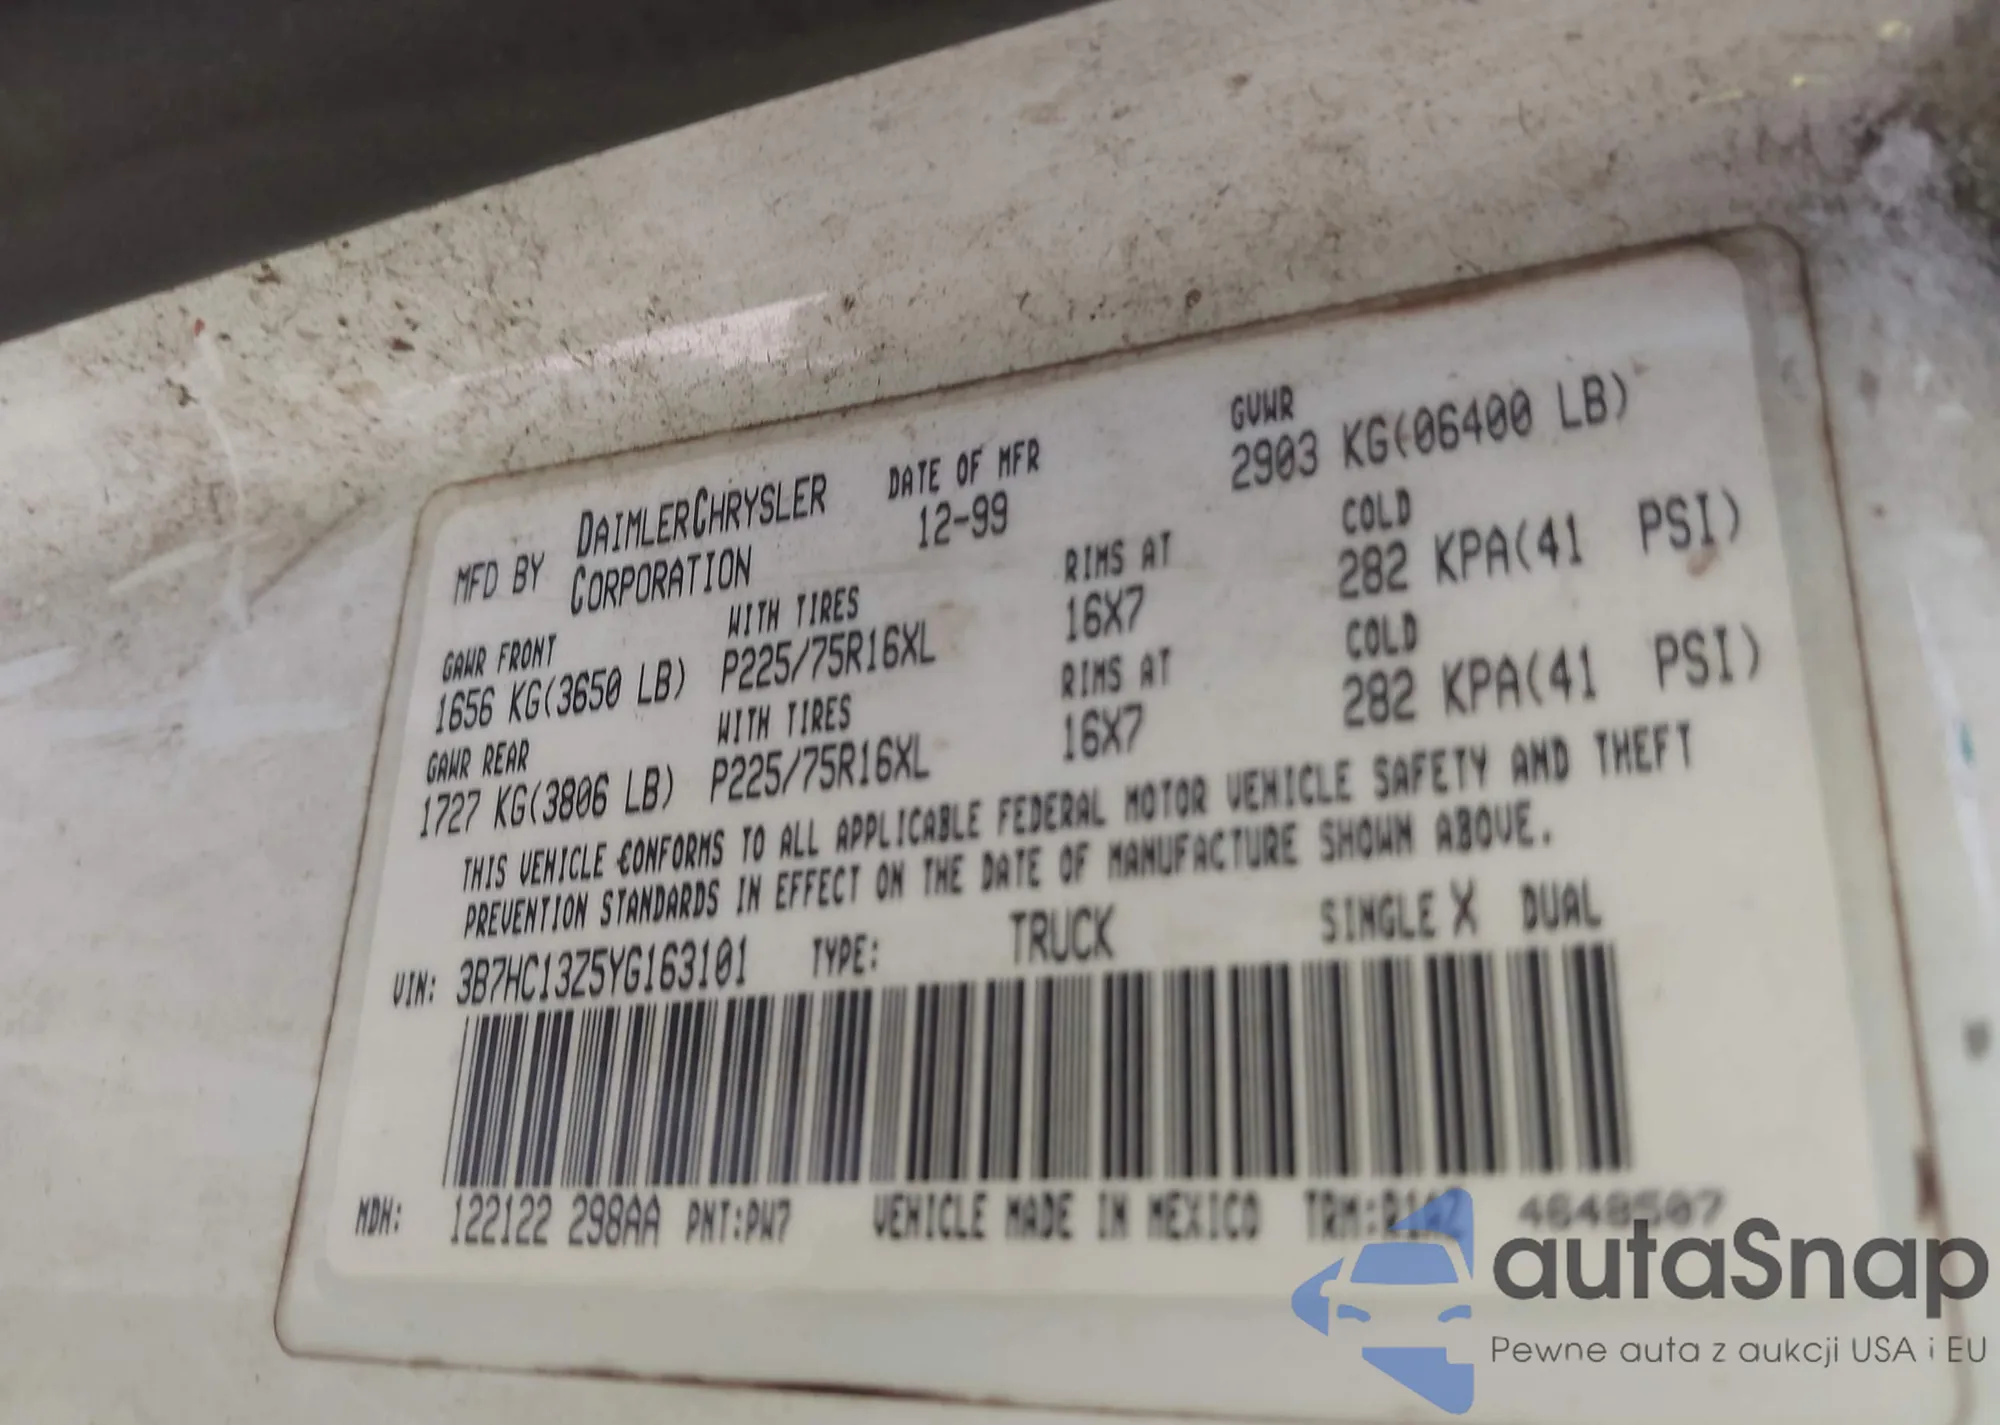 MFD BY DAIMLERCHRYSLER CORPORATION
DATE OF MFR
12-99
GVWR
2903 KG(06400 LB)
GAWR FRONT
1656 KG(3650 LB)
WITH TIRES
P225/75R16XL
RIMS AT
16X7
COLD
282 KPA(41 PSI)
GAWR REAR
1727 KG(3806 LB)
WITH TIRES
P225/75R16XL
RIMS AT
16X7
COLD
282 KPA(41 PSI)
THIS VEHICLE CONFORMS TO ALL APPLICABLE FEDERAL MOTOR VEHICLE SAFETY AND THEFT
PREVENTION STANDARDS IN EFFECT ON THE DATE OF MANUFACTURE SHOWN ABOVE.
VIN: 3B7HC13Z5YG163101 TYPE: TRUCK SINGLE X DUAL
MDH: 122122 298AA PNT:PW7 VEHICLE MADE IN MEXICO 4648507
autaSnap
Pewne auta z aukcji USA i EU